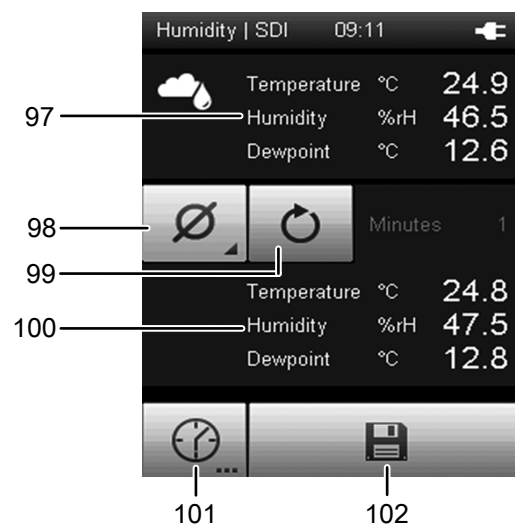 Humidity | SDI 09:11
Temperature °C 24.9
97 Humidity %rH 46.5
Dewpoint °C 12.6
98 Ø Minutes 1
99
Temperature °C 24.8
100 Humidity %rH 47.5
Dewpoint °C 12.8
...
101 102